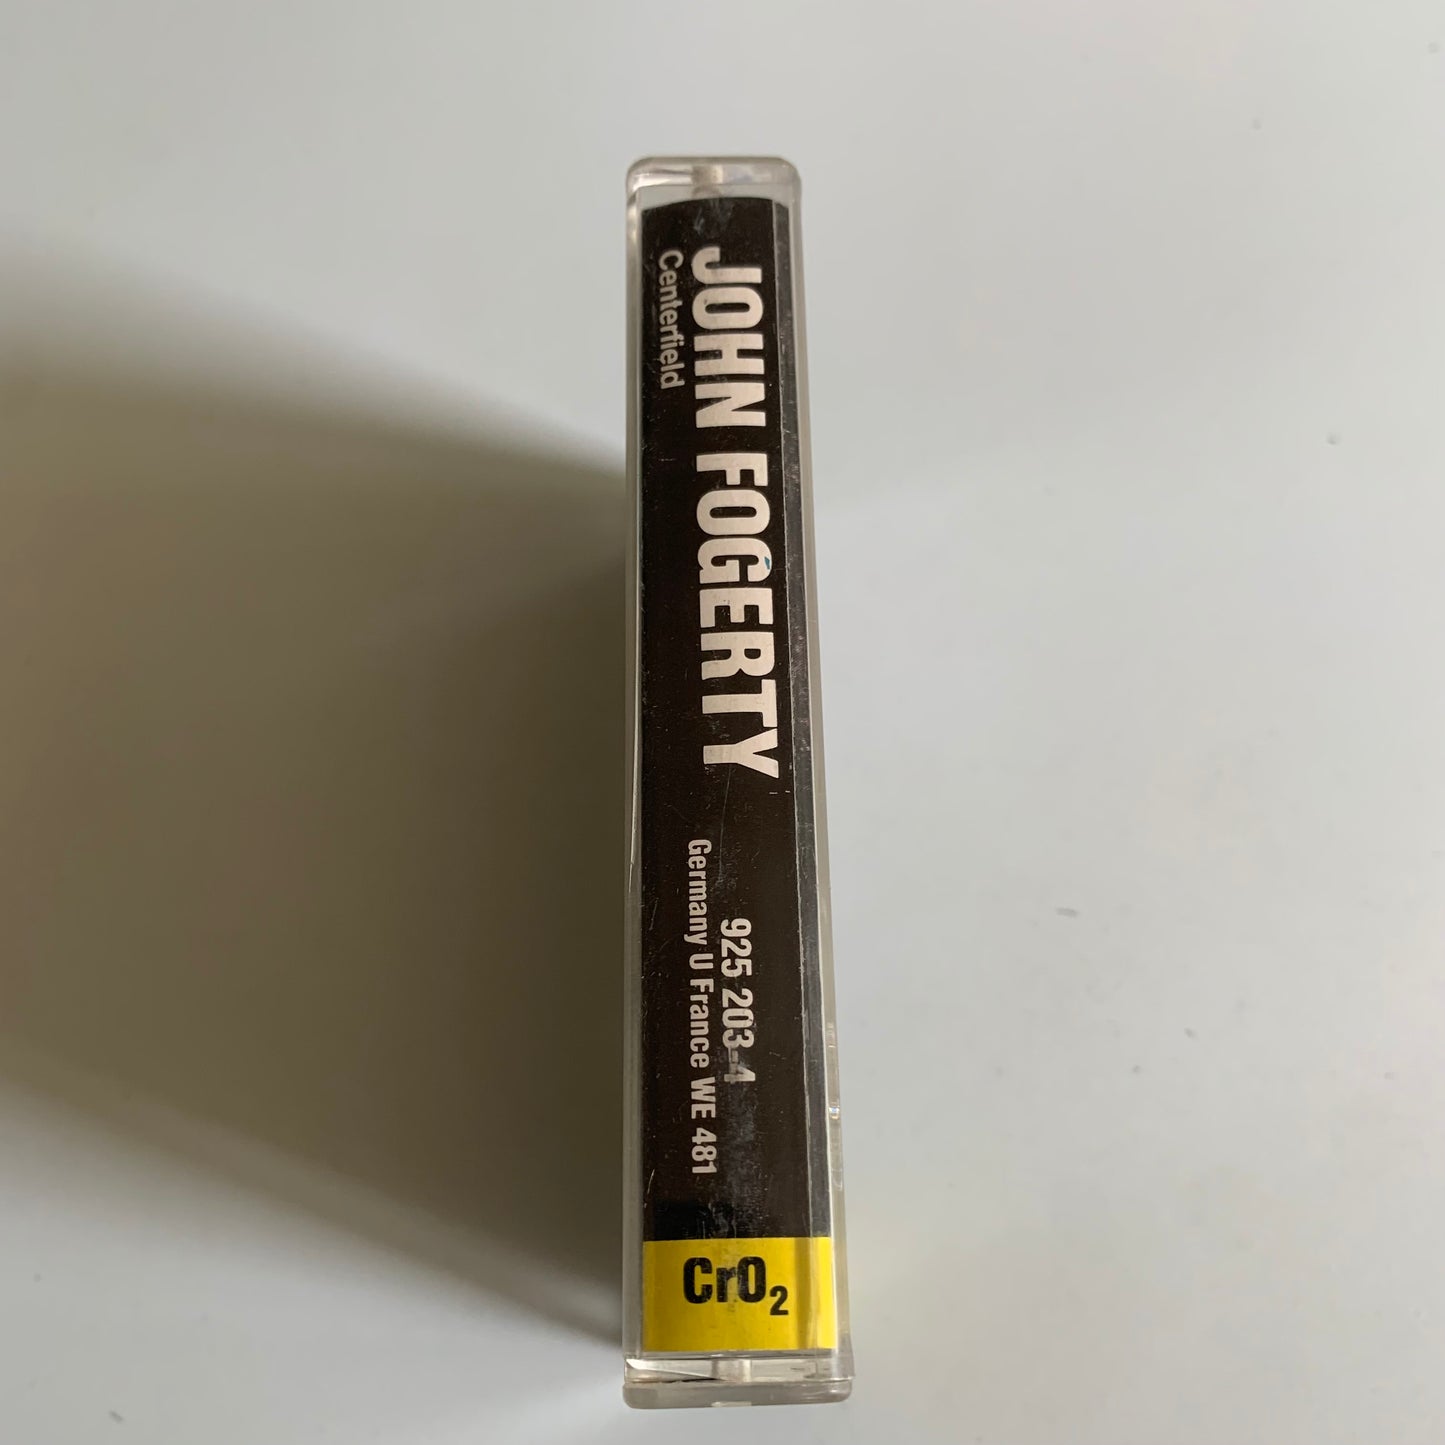 JOHN FOGERTY
Centerfield
925 203-4
Germany U France WE 481
CrO₂